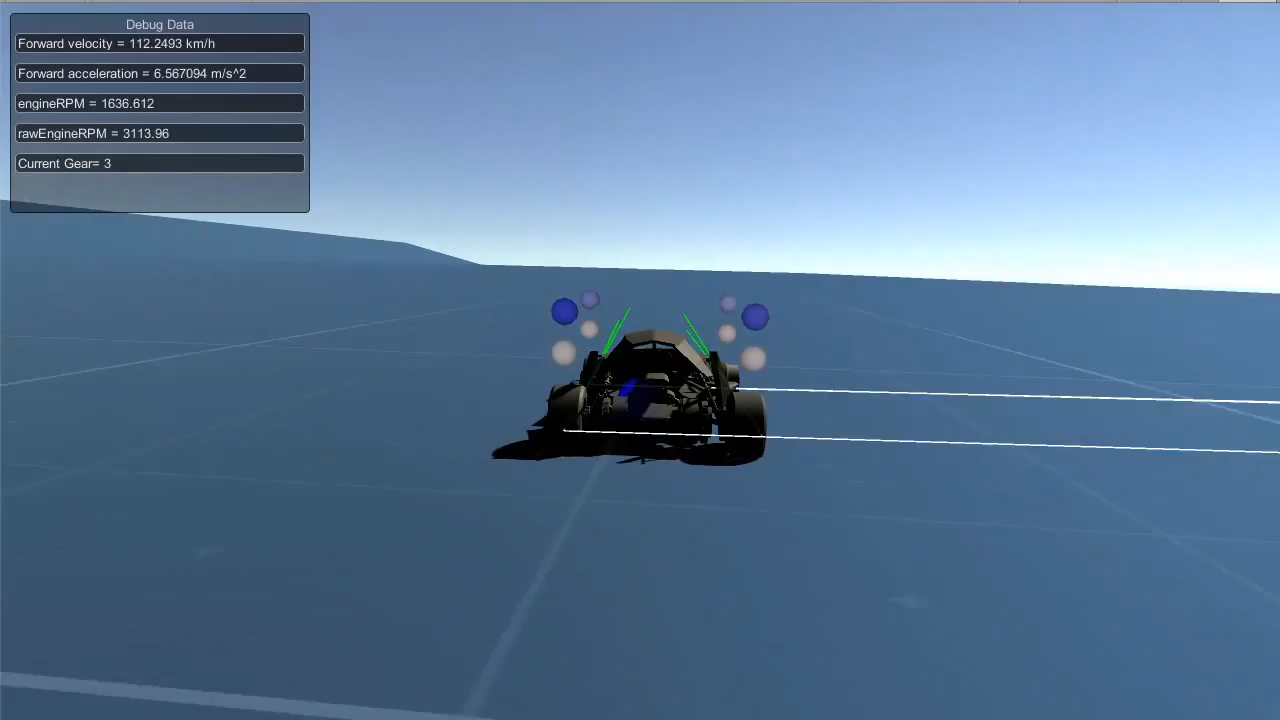 Debug Data
Forward velocity = 112.2493 km/h
Forward acceleration = 6.567094 m/s^2
engineRPM = 1636.612
rawEngineRPM = 3113.96
Current Gear= 3